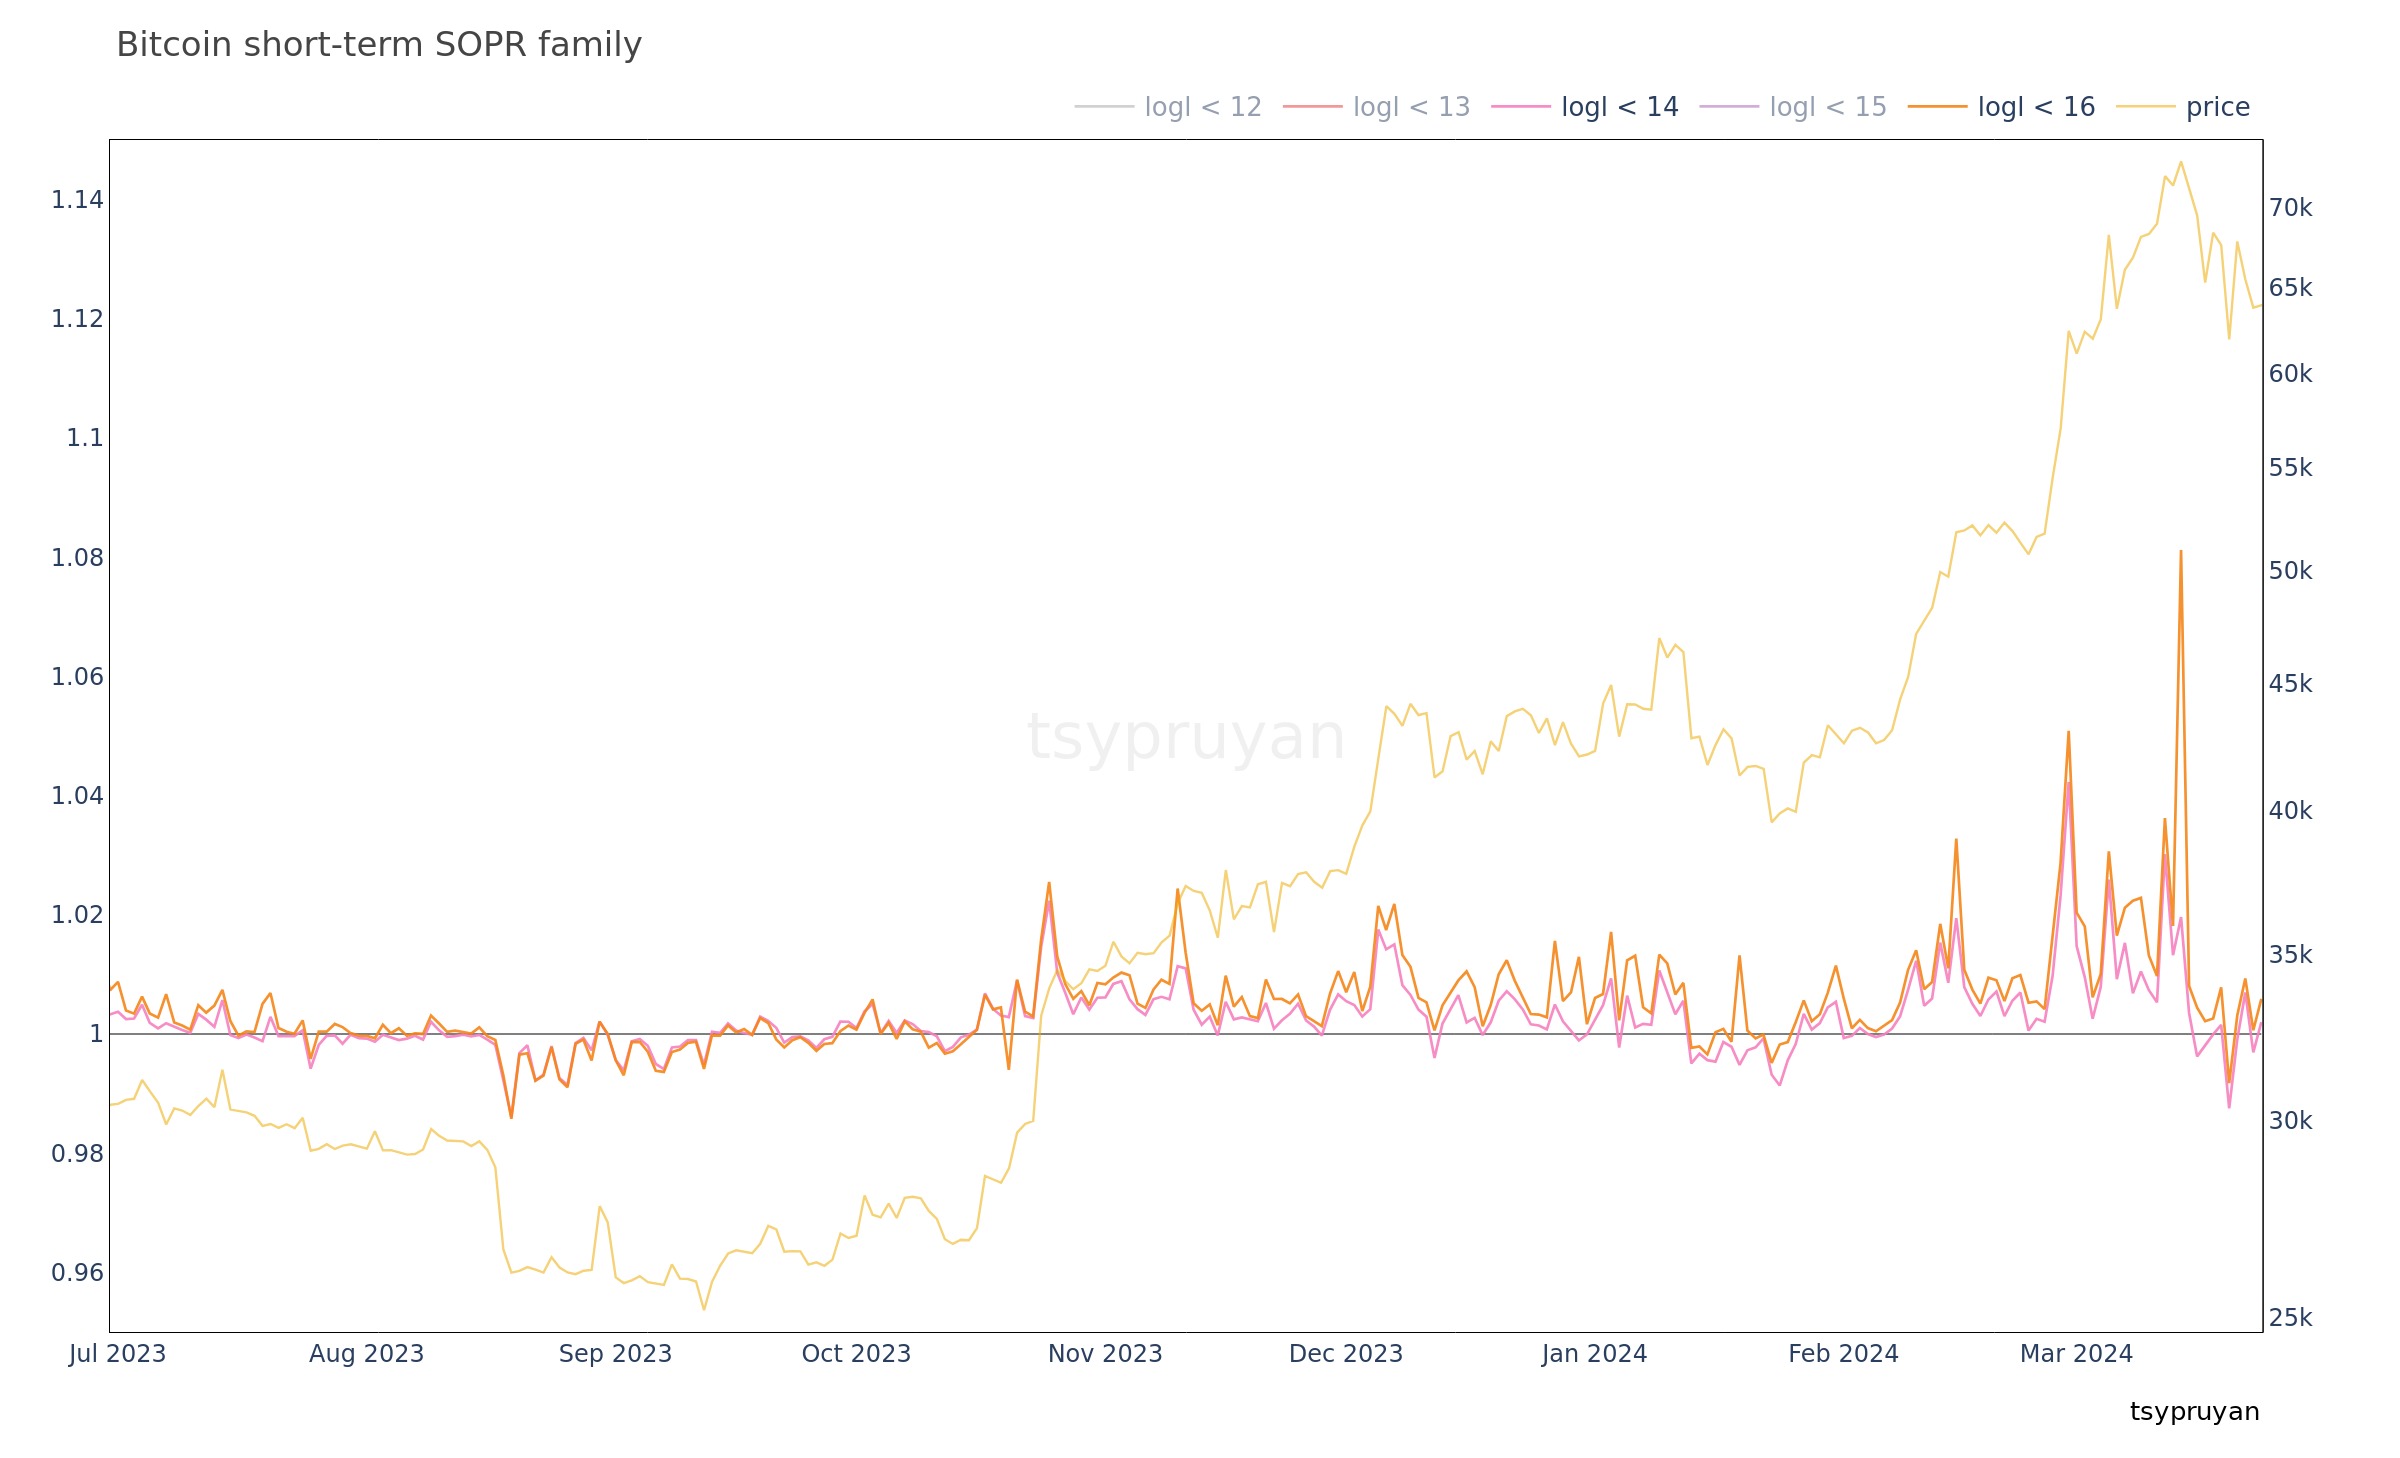 Bitcoin short-term SOPR family
logl < 12 logl < 13 logl < 14 logl < 15 logl < 16 price
1.14
1.12
1.1
1.08
1.06
1.04
1.02
1
0.98
0.96
70k
65k
60k
55k
50k
45k
40k
35k
30k
25k
tsypruyan
Jul 2023 Aug 2023 Sep 2023 Oct 2023 Nov 2023 Dec 2023 Jan 2024 Feb 2024 Mar 2024
tsypruyan